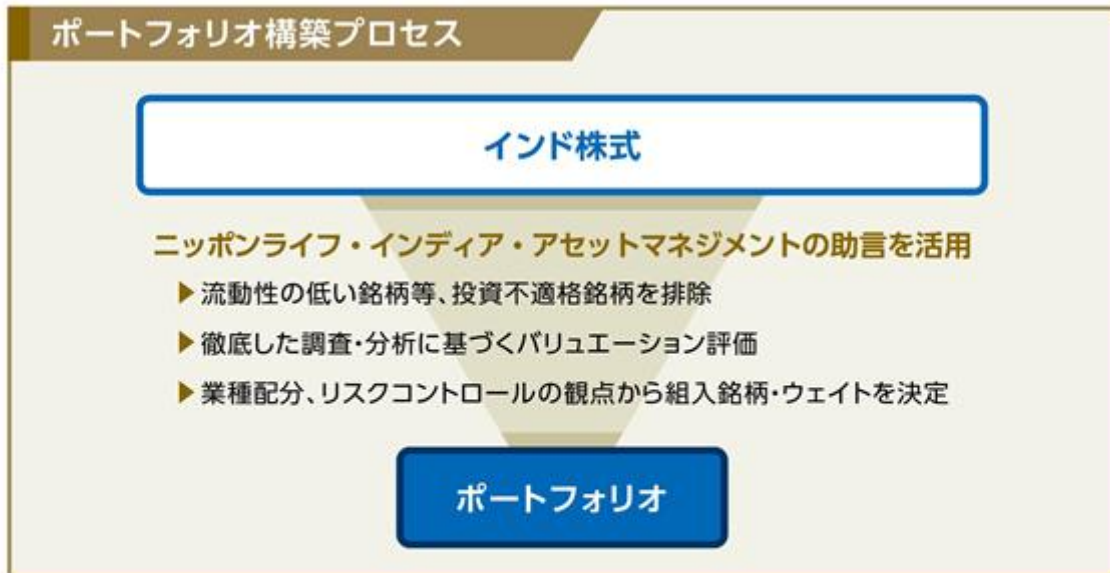 ポートフォリオ構築プロセス
インド株式
ニッポンライフ・インディア・アセットマネジメントの助言を活用
▶流動性の低い銘柄等、投資不適格銘柄を排除
▶徹底した調査・分析に基づくバリュエーション評価
▶業種配分、リスクコントロールの観点から組入銘柄・ウェイトを決定
ポートフォリオ